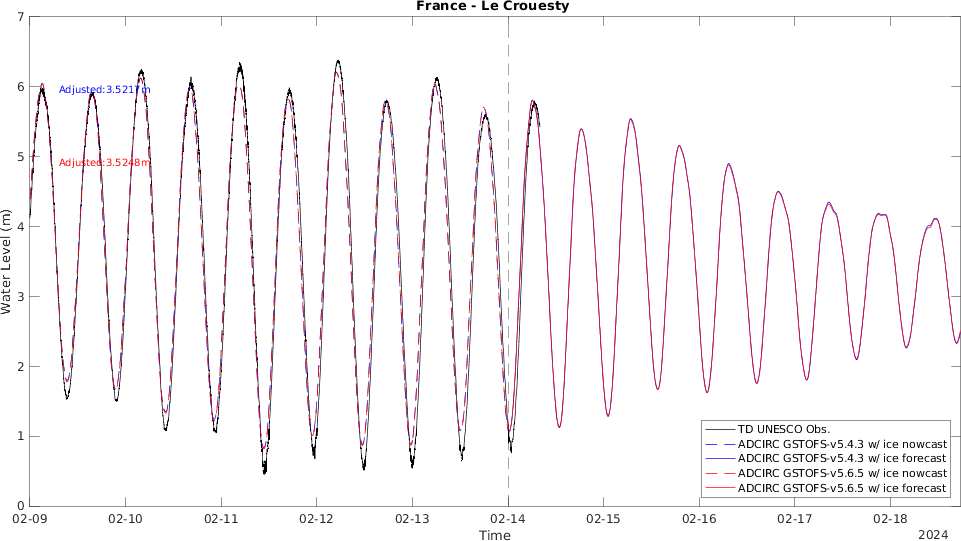 France - Le Crouesty
7
6
5
4
3
2
1
0
Water Level (m)
Adjusted:3.5217m
Adjusted:3.5248m
TD UNESCO Obs.
ADCIRC GSTOFS-v5.4.3 w/ ice nowcast
ADCIRC GSTOFS-v5.4.3 w/ ice forecast
ADCIRC GSTOFS-v5.6.5 w/ ice nowcast
ADCIRC GSTOFS-v5.6.5 w/ ice forecast
02-09 02-10 02-11 02-12 02-13 02-14 02-15 02-16 02-17 02-18
Time
2024